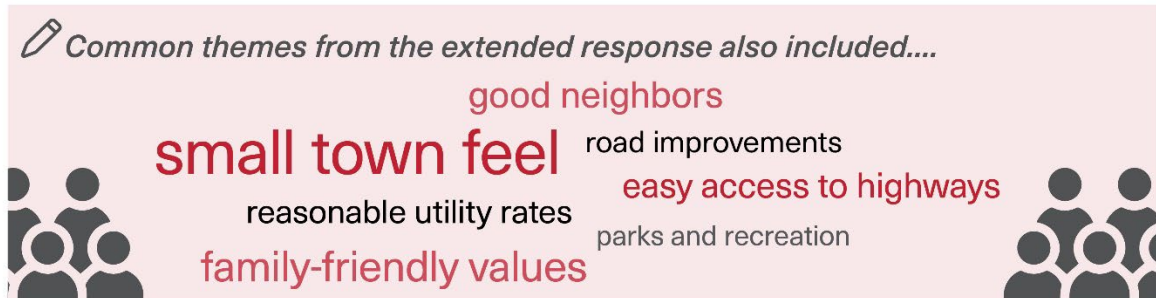 Common themes from the extended response also included....
good neighbors
small town feel
road improvements
easy access to highways
reasonable utility rates
parks and recreation
family-friendly values